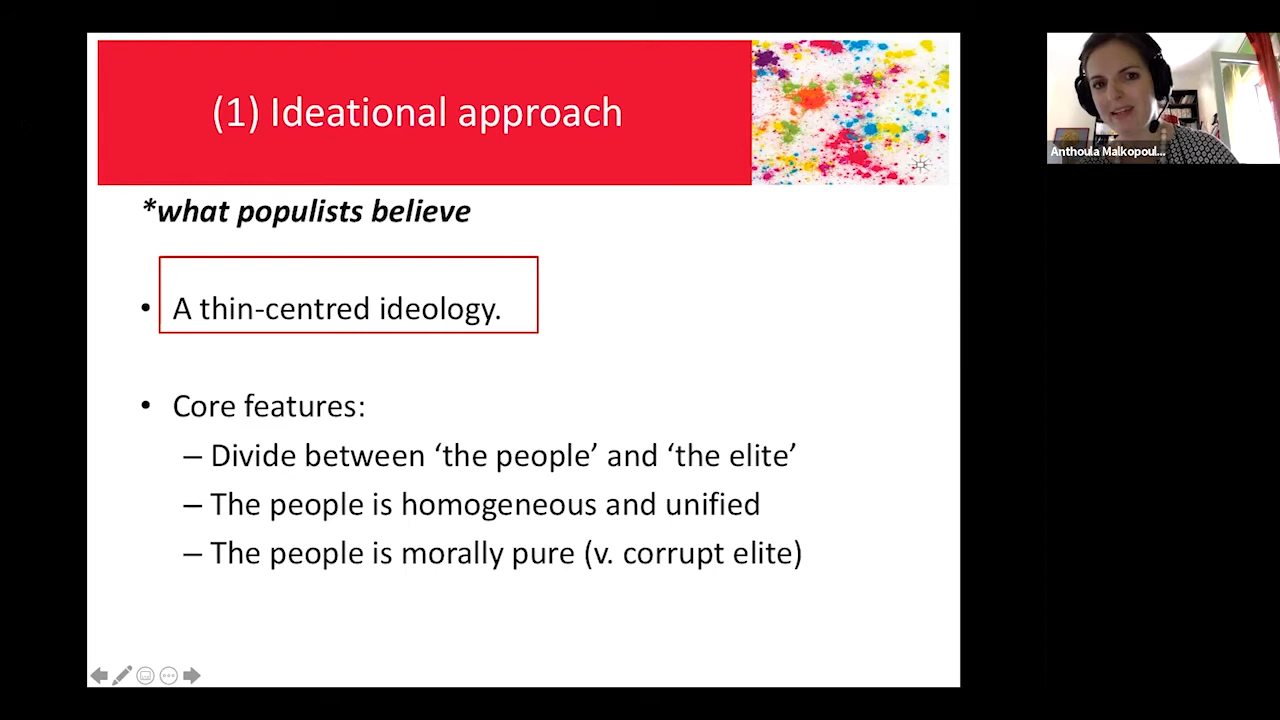 (1) Ideational approach
*what populists believe
• A thin-centred ideology.
• Core features:
– Divide between ‘the people’ and ‘the elite’
– The people is homogeneous and unified
– The people is morally pure (v. corrupt elite)
Anthoula Malkopoul...